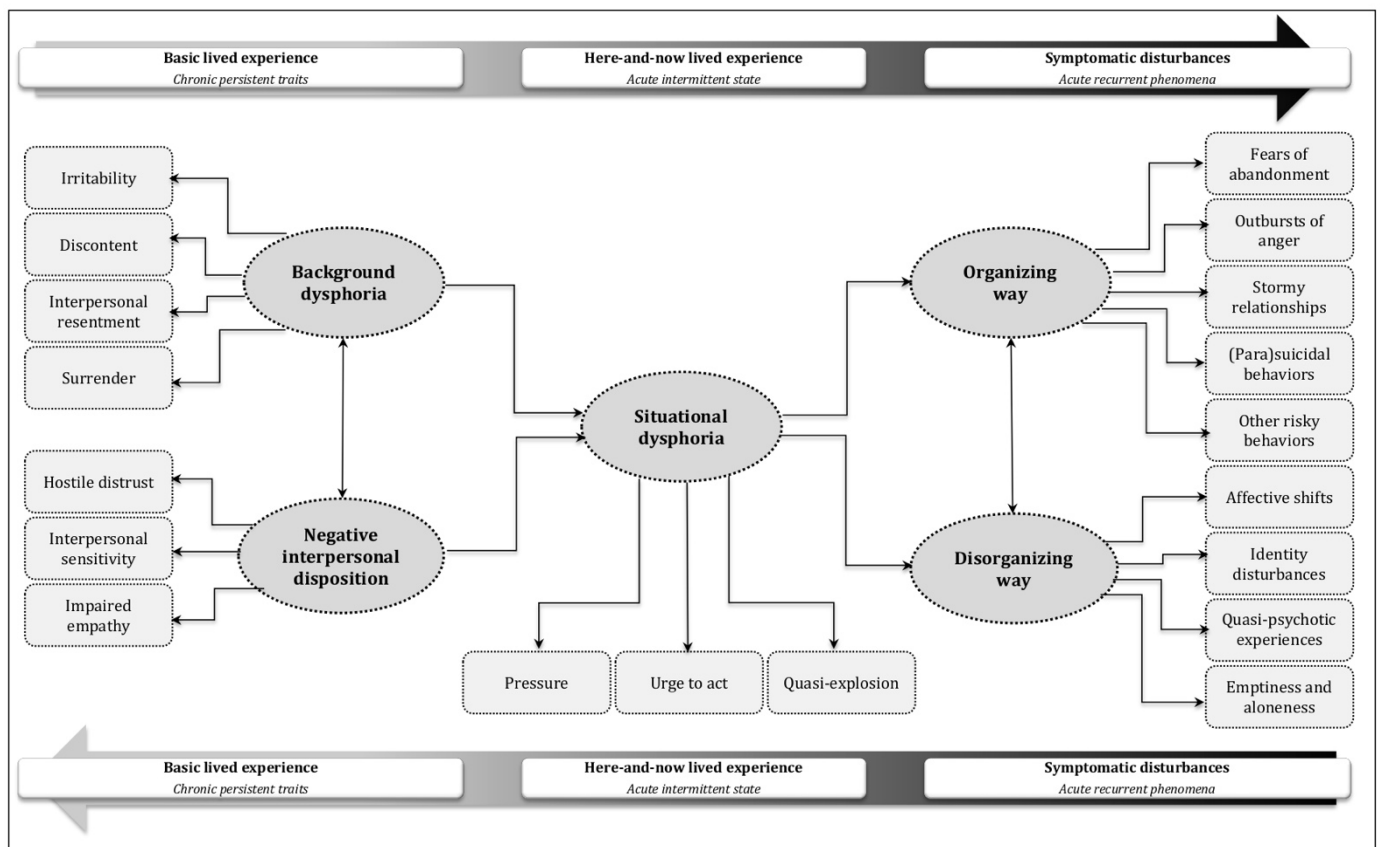 Basic lived experience
Chronic persistent traits
Here-and-now lived experience
Acute intermittent state
Symptomatic disturbances
Acute recurrent phenomena
Irritability
Discontent
Interpersonal
resentment
Surrender
Background
dysphoria
Hostile distrust
Interpersonal
sensitivity
Impaired
empathy
Negative
interpersonal
disposition
Situational
dysphoria
Pressure
Urge to act
Quasi-explosion
Organizing
way
Fears of
abandonment
Outbursts of
anger
Stormy
relationships
(Para)suicidal
behaviors
Other risky
behaviors
Disorganizing
way
Affective shifts
Identity
disturbances
Quasi-psychotic
experiences
Emptiness and
aloneness
Basic lived experience
Chronic persistent traits
Here-and-now lived experience
Acute intermittent state
Symptomatic disturbances
Acute recurrent phenomena